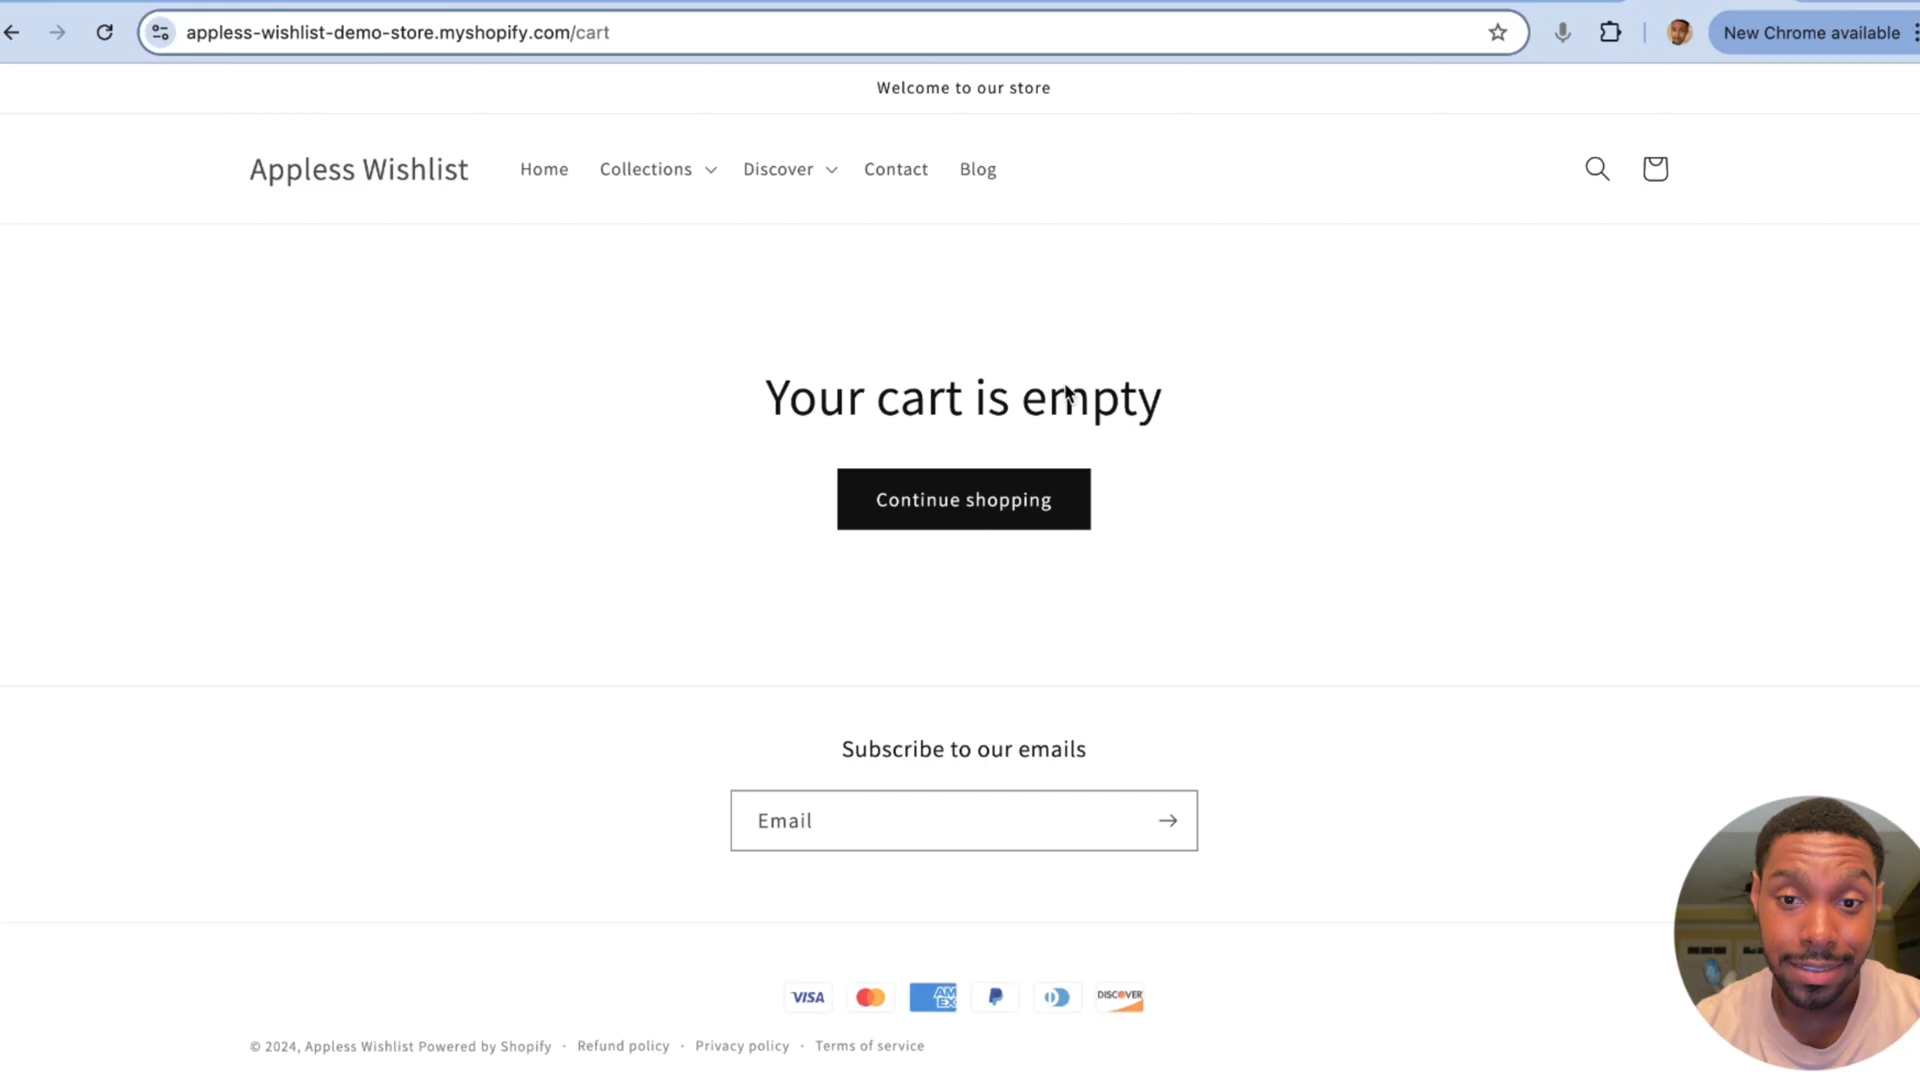 appless-wishlist-demo-store.myshopify.com/cart
New Chrome available
Welcome to our store
Appless Wishlist
Home
Collections
Discover
Contact
Blog
Your cart is empty
Continue shopping
Subscribe to our emails
Email
VISA
AM EX
DISCOVER
© 2024, Appless Wishlist Powered by Shopify · Refund policy · Privacy policy · Terms of service